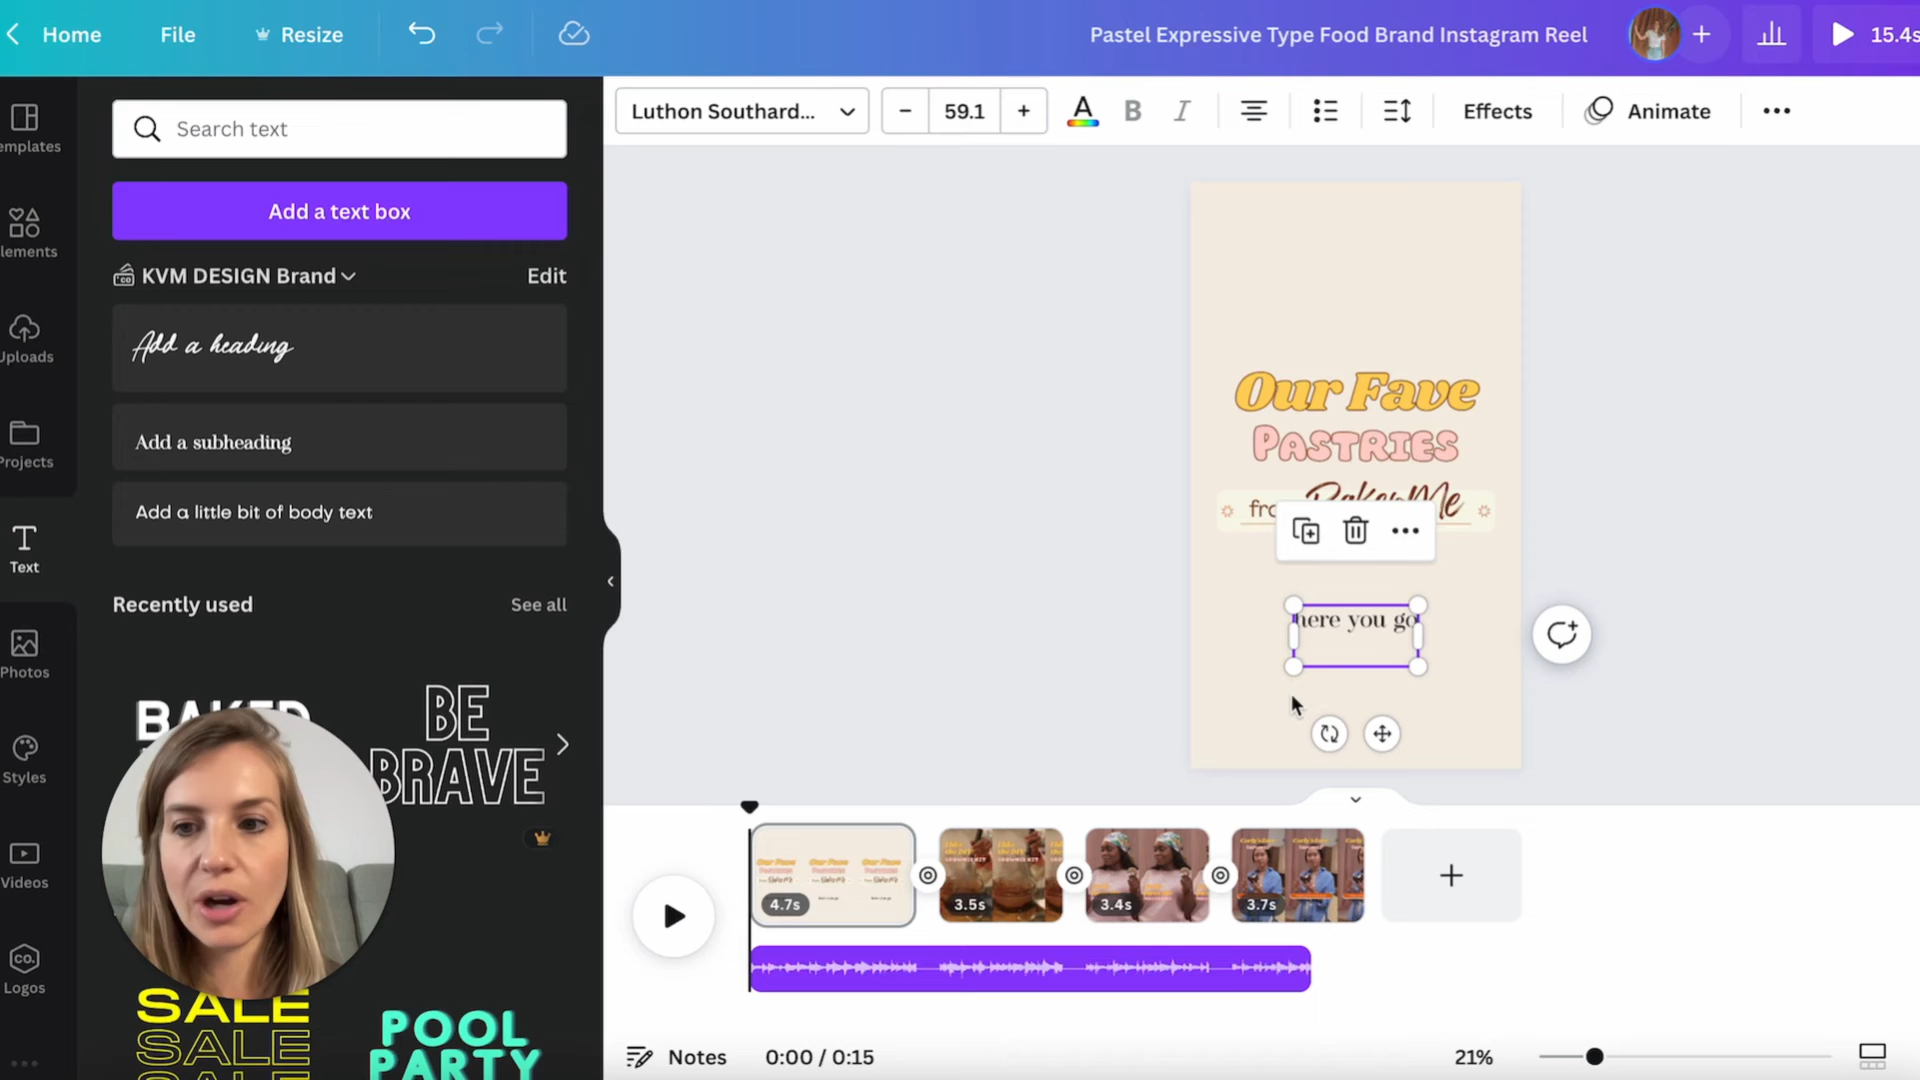 Home
File
Resize
Pastel Expressive Type Food Brand Instagram Reel
15.4s
emplates
lements
Uploads
Projects
Text
Photos
Styles
Videos
Logos
Search text
Add a text box
KVM DESIGN Brand
Edit
Add a heading
Add a subheading
Add a little bit of body text
Recently used
See all
BAKED
BE
BRAVE
SALE
SALE
POOL
PARTY
Luthon Southard...
59.1
A
B
I
Effects
Animate
Our Fave
PASTRIES
here you go
4.7s
3.5s
3.4s
3.7s
Notes
0:00 / 0:15
21%